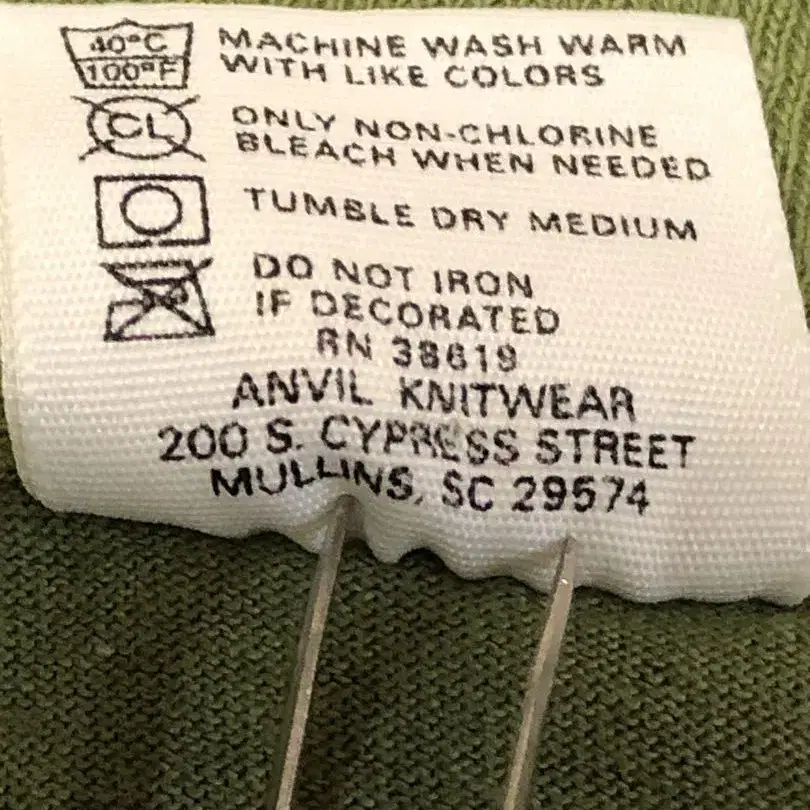 40°C
100°F
MACHINE WASH WARM
WITH LIKE COLORS
CL
ONLY NON-CHLORINE
BLEACH WHEN NEEDED
TUMBLE DRY MEDIUM
DO NOT IRON
IF DECORATED
RN 38619
ANVIL KNITWEAR
200 S. CYPRESS STREET
MULLINS, SC 29574